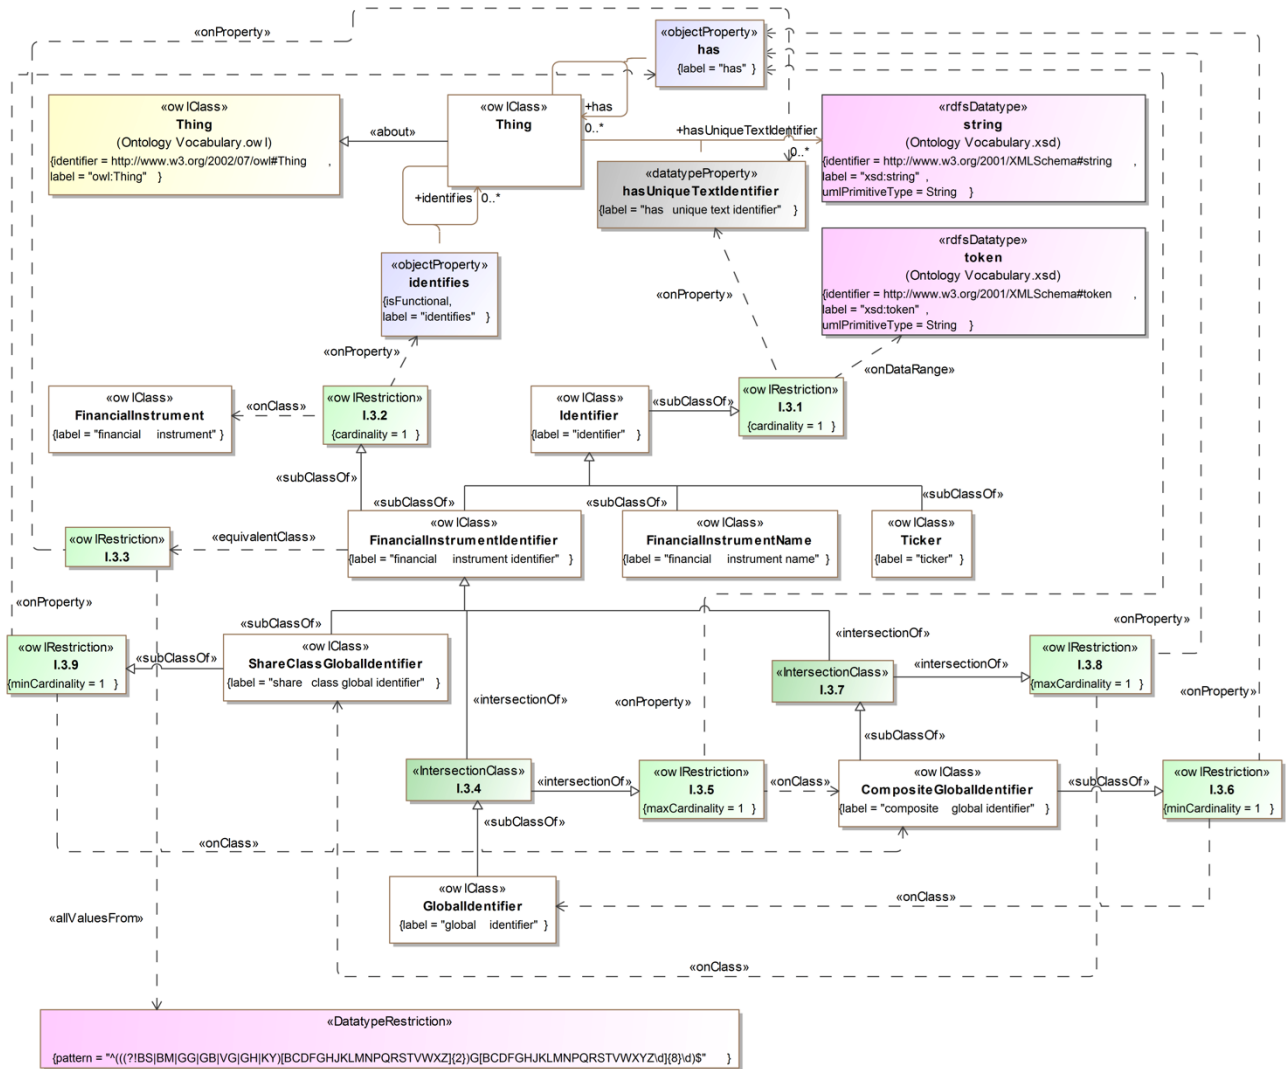 «onProperty»
«objectProperty»
has
{label = "has" }
«owlClass»
Thing
(Ontology Vocabulary.owl)
{identifier = http://www.w3.org/2002/07/owl#Thing ,
label = "owl:Thing" }
«about»
«owlClass»
Thing
+has
0..*
+hasUniqueTextIdentifier
0..*
«rdfsDatatype»
string
(Ontology Vocabulary.xsd)
{identifier = http://www.w3.org/2001/XMLSchema#string ,
label = "xsd:string" ,
umlPrimitiveType = String }
+identifies
0..*
«datatypeProperty»
hasUniqueTextIdentifier
{label = "has unique text identifier" }
«objectProperty»
identifies
{isFunctional,
label = "identifies" }
«rdfsDatatype»
token
(Ontology Vocabulary.xsd)
{identifier = http://www.w3.org/2001/XMLSchema#token ,
label = "xsd:token" ,
umlPrimitiveType = String }
«onProperty»
«onProperty»
«onDataRange»
«owlClass»
FinancialInstrument
{label = "financial instrument" }
«onClass»
«owlRestriction»
I.3.2
{cardinality = 1 }
«owlClass»
Identifier
{label = "identifier" }
«subClassOf»
«owlRestriction»
I.3.1
{cardinality = 1 }
«subClassOf»
«subClassOf»
«subClassOf»
«subClassOf»
«owlRestriction»
I.3.3
«equivalentClass»
«owlClass»
FinancialInstrumentIdentifier
{label = "financial instrument identifier" }
«owlClass»
FinancialInstrumentName
{label = "financial instrument name" }
«owlClass»
Ticker
{label = "ticker" }
«onProperty»
«subClassOf»
«onProperty»
«owlRestriction»
I.3.9
{minCardinality = 1 }
«subClassOf»
«owlClass»
ShareClassGlobalIdentifier
{label = "share class global identifier" }
«intersectionOf»
«IntersectionClass»
I.3.7
«intersectionOf»
«owlRestriction»
I.3.8
{maxCardinality = 1 }
«intersectionOf»
«onProperty»
«onProperty»
«subClassOf»
«IntersectionClass»
I.3.4
«intersectionOf»
«owlRestriction»
I.3.5
{maxCardinality = 1 }
«onClass»
«owlClass»
CompositeGlobalIdentifier
{label = "composite global identifier" }
«subClassOf»
«owlRestriction»
I.3.6
{minCardinality = 1 }
«subClassOf»
«onClass»
«owlClass»
GlobalIdentifier
{label = "global identifier" }
«onClass»
«allValuesFrom»
«onClass»
«DatatypeRestriction»
{pattern = "^(((?!BS|BM|GG|GB|VG|GH|KY)[BCDFGHJKLMNPQRSTVWXZ]{2})G[BCDFGHJKLMNPQRSTVWXYZ\d]{8}\d)$" }